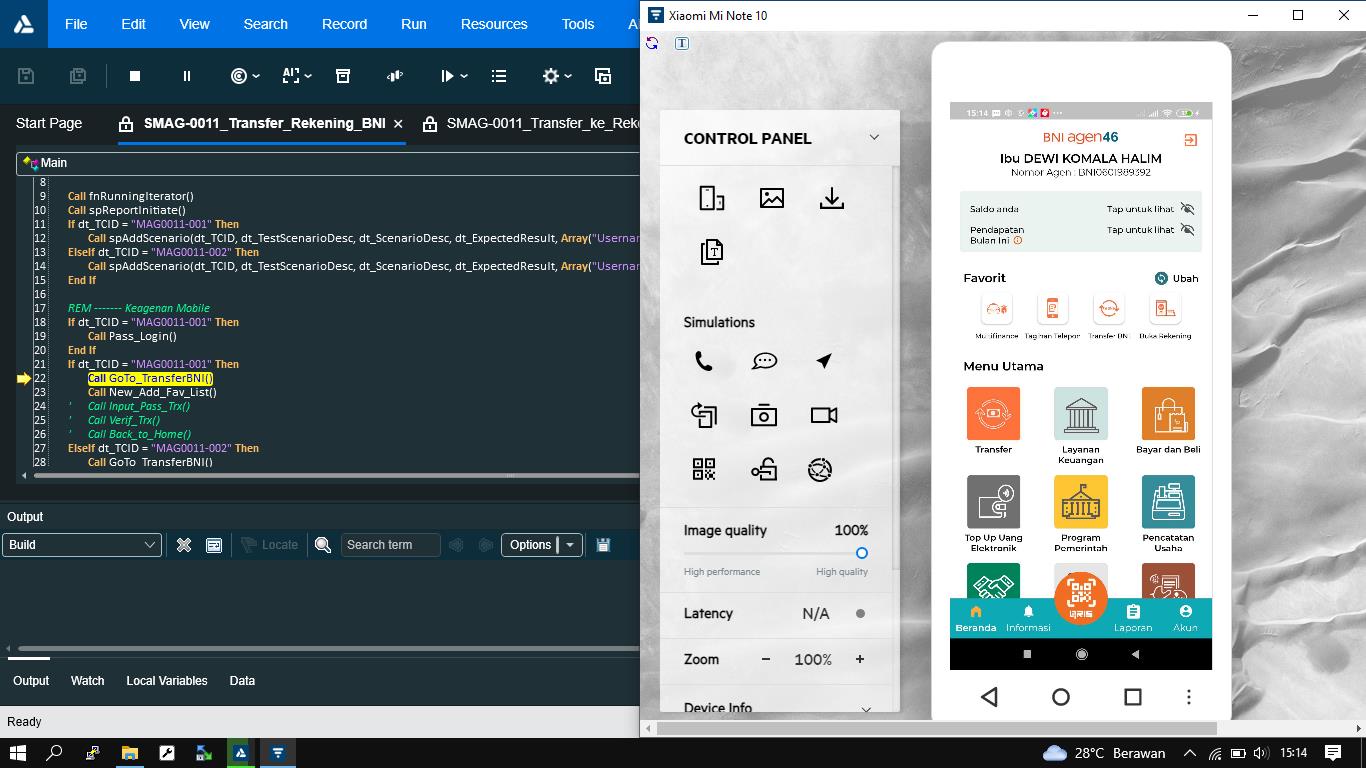 File Edit View Search Record Run Resources Tools
Start Page SMAG-0011_Transfer_Rekening_BNI SMAG-0011_Transfer_ke_Reke
Main
8
9 Call fnRunningIterator()
10 Call spReportInitiate()
11 If dt_TCID = "MAG0011-001" Then
12 Call spAddScenario(dt_TCID, dt_TestScenarioDesc, dt_ScenarioDesc, dt_ExpectedResult, Array("Usernar
13 ElseIf dt_TCID = "MAG0011-002" Then
14 Call spAddScenario(dt_TCID, dt_TestScenarioDesc, dt_ScenarioDesc, dt_ExpectedResult, Array("Usernar
15 End If
16
17 REM ------- Keagenan Mobile
18 If dt_TCID = "MAG0011-001" Then
19 Call Pass_Login()
20 End If
21 If dt_TCID = "MAG0011-001" Then
22 Call GoTo_TransferBNI()
23 Call New_Add_Fav_List()
24 ' Call Input_Pass_Trx()
25 ' Call Verif_Trx()
26 ' Call Back_to_Home()
27 ElseIf dt_TCID = "MAG0011-002" Then
28 Call GoTo_TransferBNI()
Output
Build Locate Search term Options
Output Watch Local Variables Data
Ready
Xiaomi Mi Note 10
CONTROL PANEL
Simulations
Image quality 100%
High performance High quality
Latency N/A
Zoom - 100% +
Device Info
15:14
BNI agen46
Ibu DEWI KOMALA HALIM
Nomor Agen : BNI0601989392
Saldo anda Tap untuk lihat
Pendapatan Tap untuk lihat
Bulan Ini
Favorit Ubah
Multifinance Tagihan Telepon Transfer BNI Buka Rekening
Menu Utama
Transfer Layanan Bayar dan Beli
Keuangan
Top Up Uang Program Pencatatan
Elektronik Pemerintah Usaha
QRIS
Beranda Informasi Laporan Akun
28°C Berawan 15:14